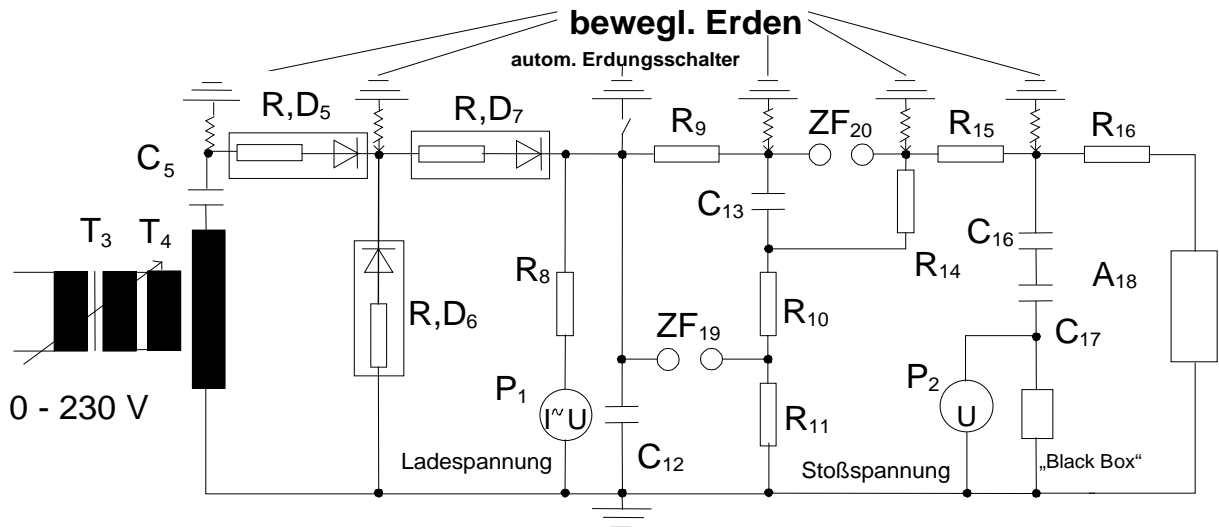 bewegl. Erden
autom. Erdungsschalter
R,D5
R,D7
R9
ZF20
R15
R16
C5
C13
T3
T4
C16
R8
R14
A18
R,D6
ZF19
R10
C17
P1
P2
0 - 230 V
I~U
U
R11
Ladespannung
C12
Stoßspannung
„Black Box“